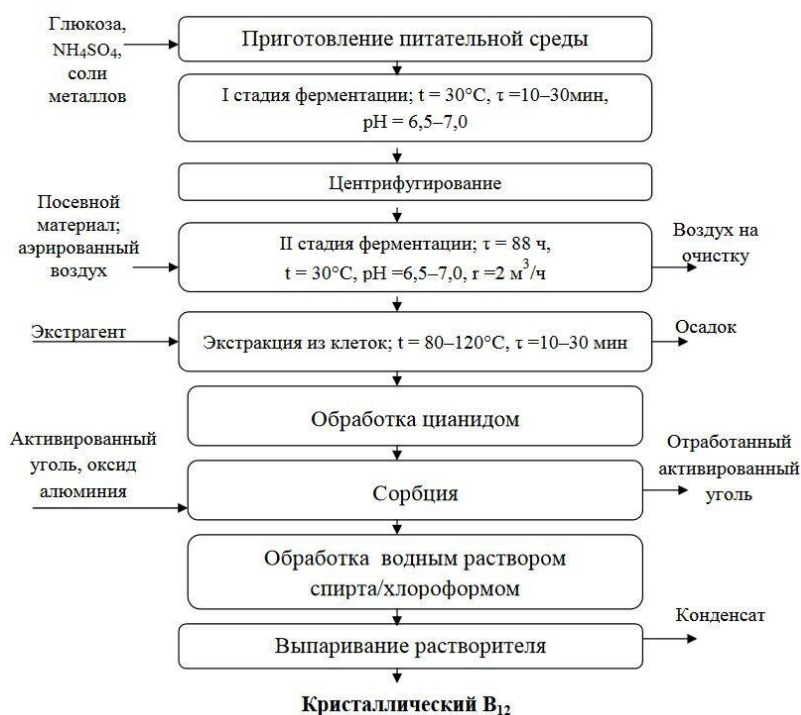 Глюкоза,
NH₄SO₄,
соли
металлов
Приготовление питательной среды
I стадия ферментации; t = 30°C, τ =10–30мин,
pH = 6,5–7,0
Центрифугирование
Посевной
материал;
аэрированный
воздух
II стадия ферментации; τ = 88 ч,
t = 30°C, pH =6,5–7,0, r =2 м³/ч
Воздух на
очистку
Экстрагент
Экстракция из клеток; t = 80–120°C, τ =10–30 мин
Осадок
Обработка цианидом
Активированный
уголь, оксид
алюминия
Сорбция
Отработанный
активированный
уголь
Обработка водным раствором
спирта/хлороформом
Выпаривание растворителя
Конденсат
Кристаллический B₁₂